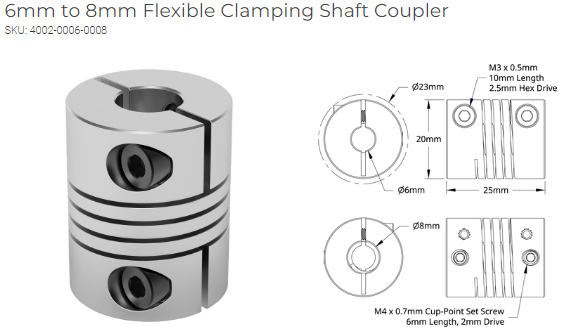 6mm to 8mm Flexible Clamping Shaft Coupler
SKU: 4002-0006-0008
M3 x 0.5mm
10mm Length
2.5mm Hex Drive
Ø23mm
20mm
Ø6mm
25mm
Ø8mm
M4 x 0.7mm Cup-Point Set Screw
6mm Length, 2mm Drive